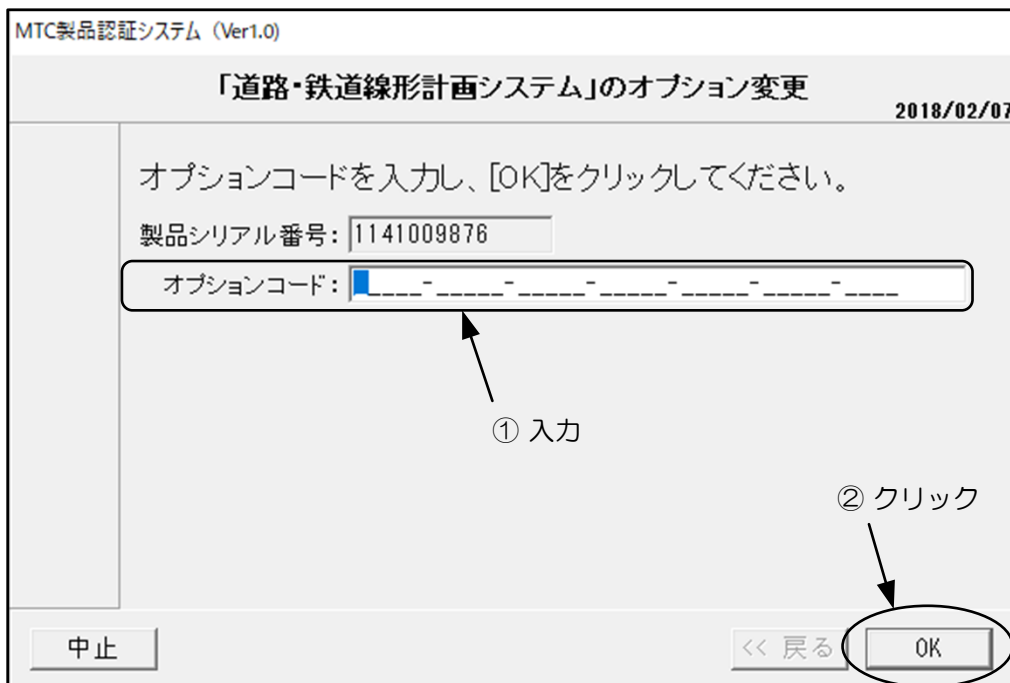 MTC製品認証システム (Ver1.0)
「道路・鉄道線形計画システム」のオプション変更
2018/02/07
オプションコードを入力し、[OK]をクリックしてください。
製品シリアル番号: 1141009876
オプションコード: _____-_____-_____-_____-_____-_____-____
① 入力
② クリック
中止
<< 戻る
OK